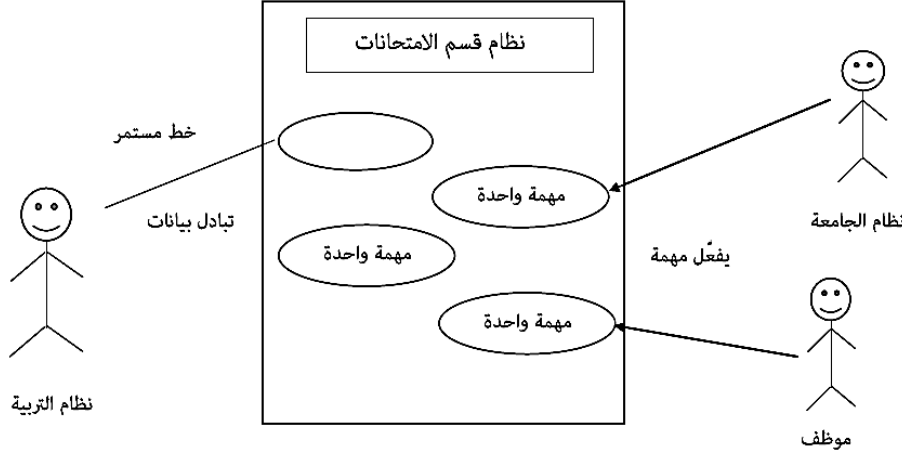 نظام قسم الامتحانات
خط مستمر
مهمة واحدة
تبادل بيانات
نظام الجامعة
مهمة واحدة
يفعّل مهمة
مهمة واحدة
نظام التربية
موظف